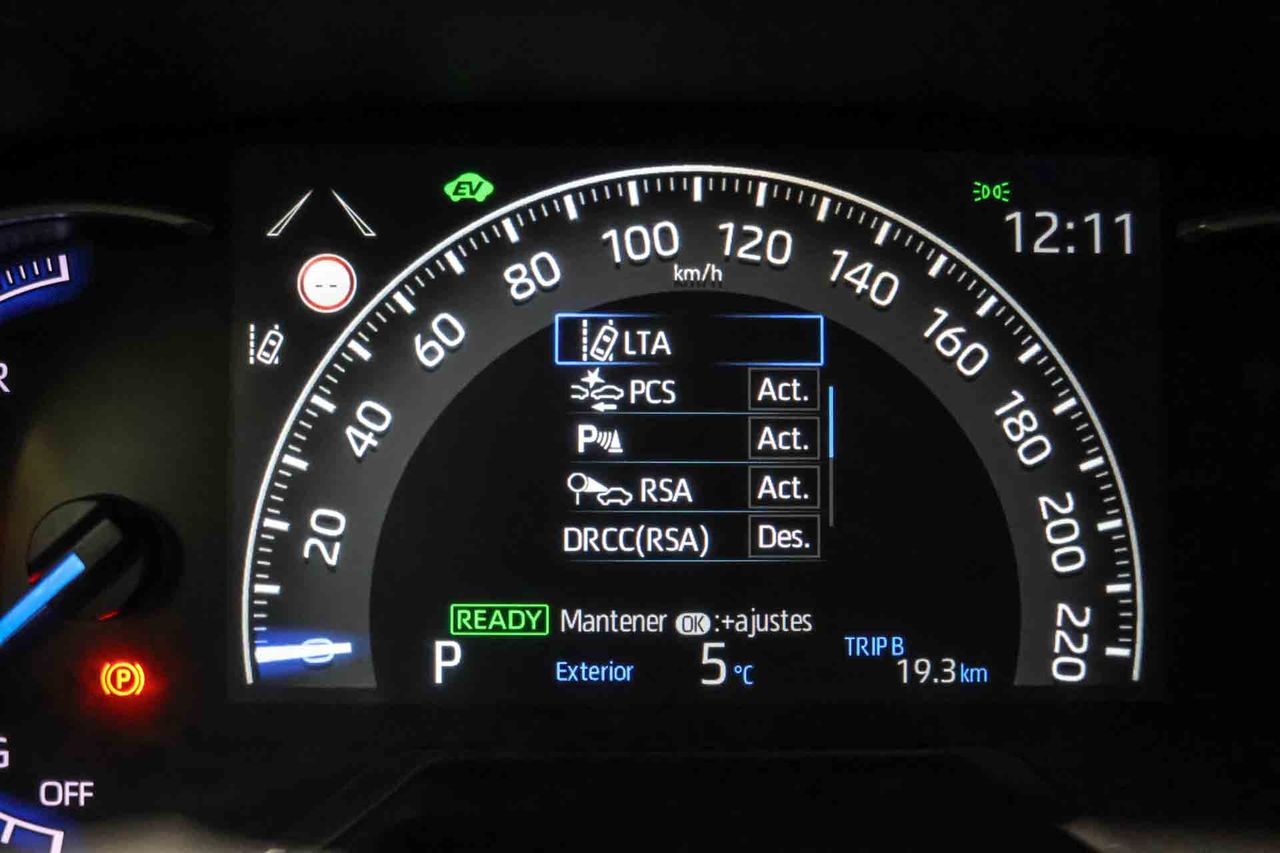 EV
12:11
--
0
20
40
60
80
100
120
140
160
180
200
220
km/h
LTA
PCS Act.
P Act.
RSA Act.
DRCC(RSA) Des.
READY Mantener OK:+ajustes
P Exterior 5 °C
TRIP B
19.3 km
R
P
G
OFF